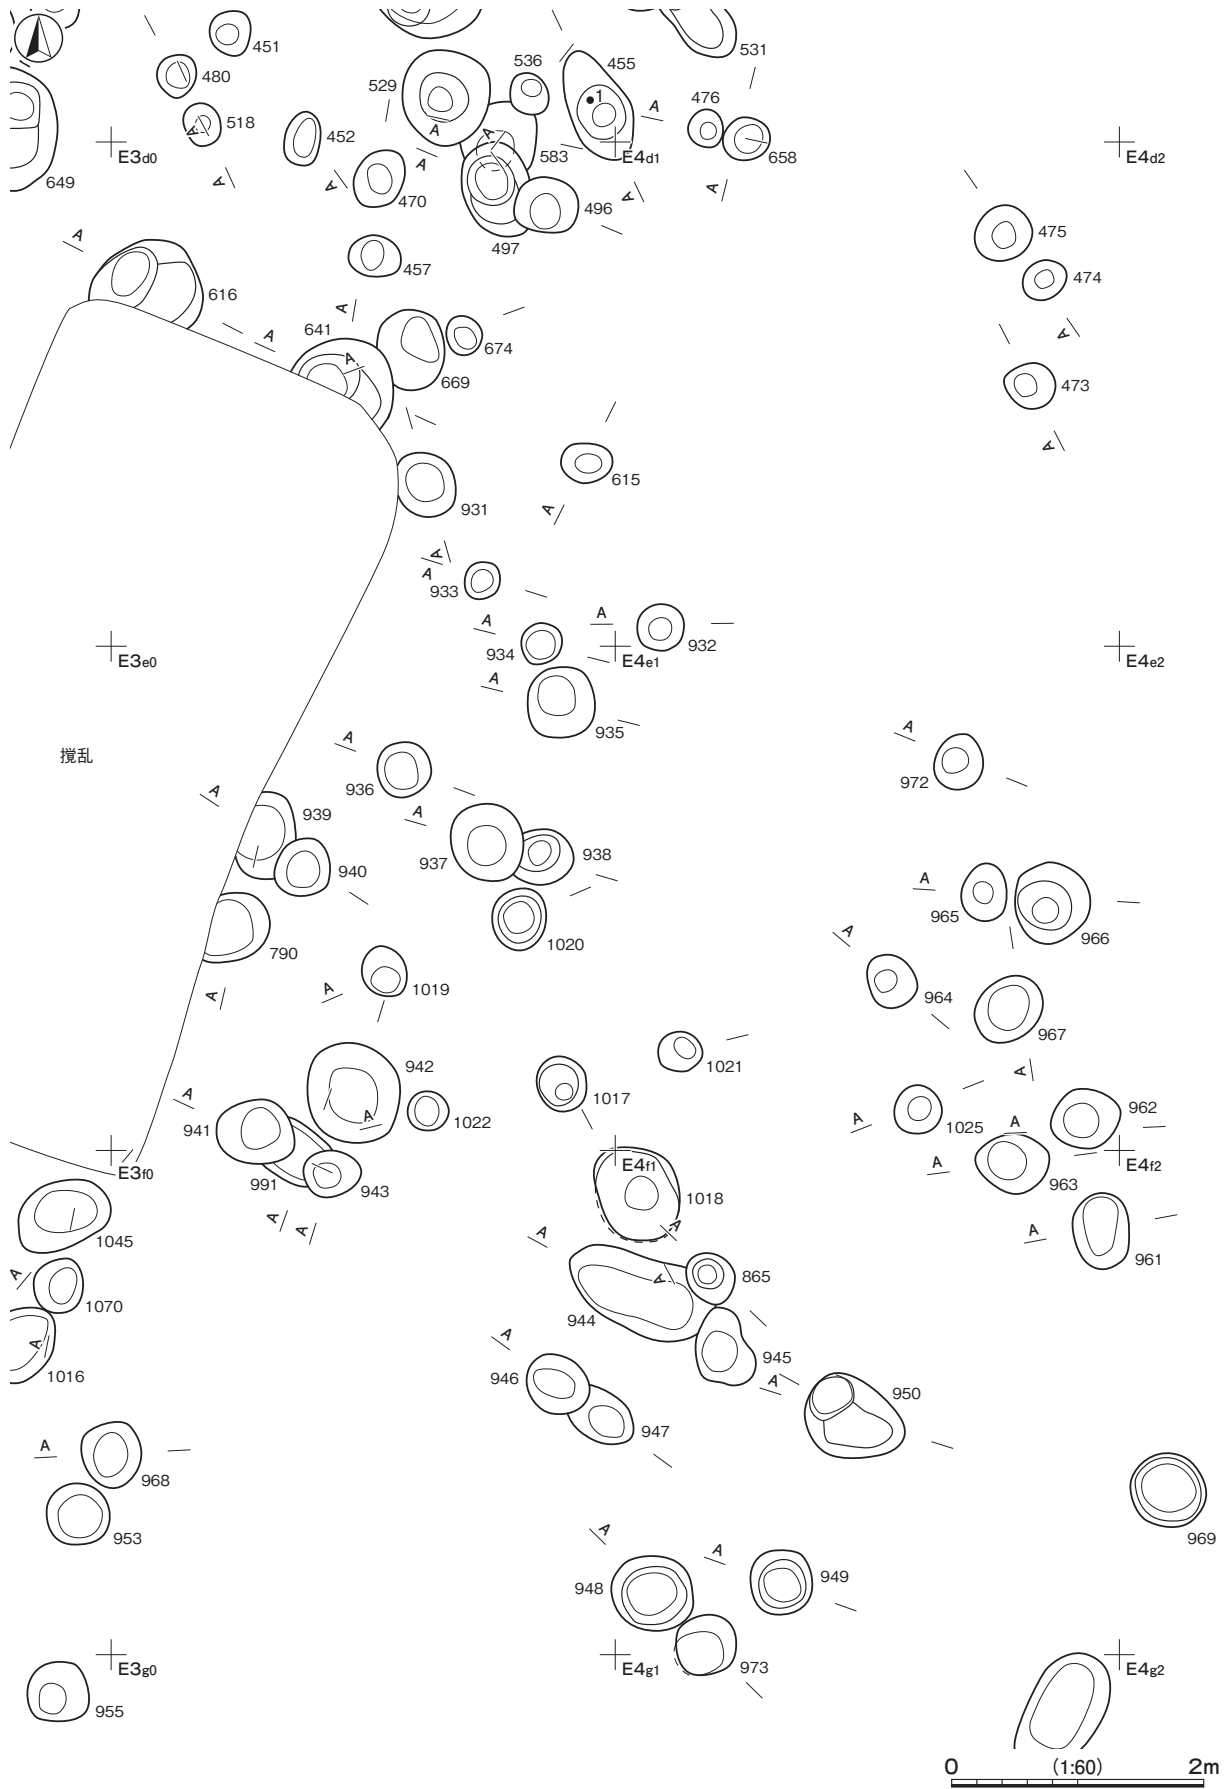 451
531
536
455
480
529
1
476
A
518
452
A
A
A
E3d0
583
E4d1
658
E4d2
A
649
A
A
470
A
A
496
A
475
497
457
474
616
A
641
A
A
674
A
669
473
A
615
931
A
A
A
933
A
A
934
932
E3e0
E4e1
E4e2
A
935
撹乱
A
A
972
936
A
939
A
937
938
940
A
965
966
790
1020
A
A
1019
A
964
967
942
1021
A
A
1017
962
941
A
1022
A
1025
A
E3f0
E4f1
E4f2
991
943
A
963
1018
A
A
A
A
1045
A
961
A
A
865
1070
944
A
A
945
1016
946
A
950
947
A
968
953
969
A
A
948
949
E3g0
E4g1
973
E4g2
955
0 (1:60) 2m